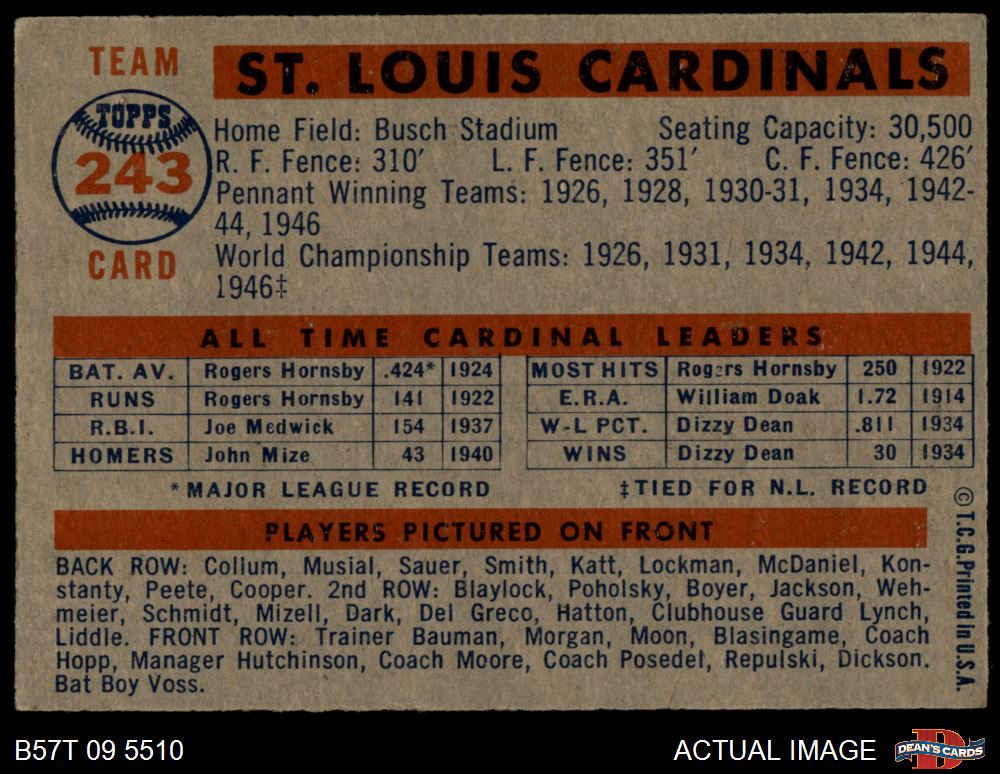 TEAM
ST. LOUIS CARDINALS
TOPPS
243
CARD
Home Field: Busch Stadium Seating Capacity: 30,500
R. F. Fence: 310′ L. F. Fence: 351′ C. F. Fence: 426′
Pennant Winning Teams: 1926, 1928, 1930-31, 1934, 1942-
44, 1946
World Championship Teams: 1926, 1931, 1934, 1942, 1944,
1946‡
ALL TIME CARDINAL LEADERS
BAT. AV. Rogers Hornsby .424* 1924 MOST HITS Rogers Hornsby 250 1922
RUNS Rogers Hornsby 141 1922 E.R.A. William Doak 1.72 1914
R.B.I. Joe Medwick 154 1937 W-L PCT. Dizzy Dean .811 1934
HOMERS John Mize 43 1940 WINS Dizzy Dean 30 1934
*MAJOR LEAGUE RECORD ‡TIED FOR N.L. RECORD
PLAYERS PICTURED ON FRONT
BACK ROW: Collum, Musial, Sauer, Smith, Katt, Lockman, McDaniel, Kon-
stanty, Peete, Cooper. 2nd ROW: Blaylock, Poholsky, Boyer, Jackson, Weh-
meier, Schmidt, Mizell, Dark, Del Greco, Hatton, Clubhouse Guard Lynch,
Liddle. FRONT ROW: Trainer Bauman, Morgan, Moon, Blasingame, Coach
Hopp, Manager Hutchinson, Coach Moore, Coach Posedel, Repulski, Dickson.
Bat Boy Voss.
© T.C.G. Printed in U.S.A.
B57T 09 5510 ACTUAL IMAGE
DEAN'S CARDS